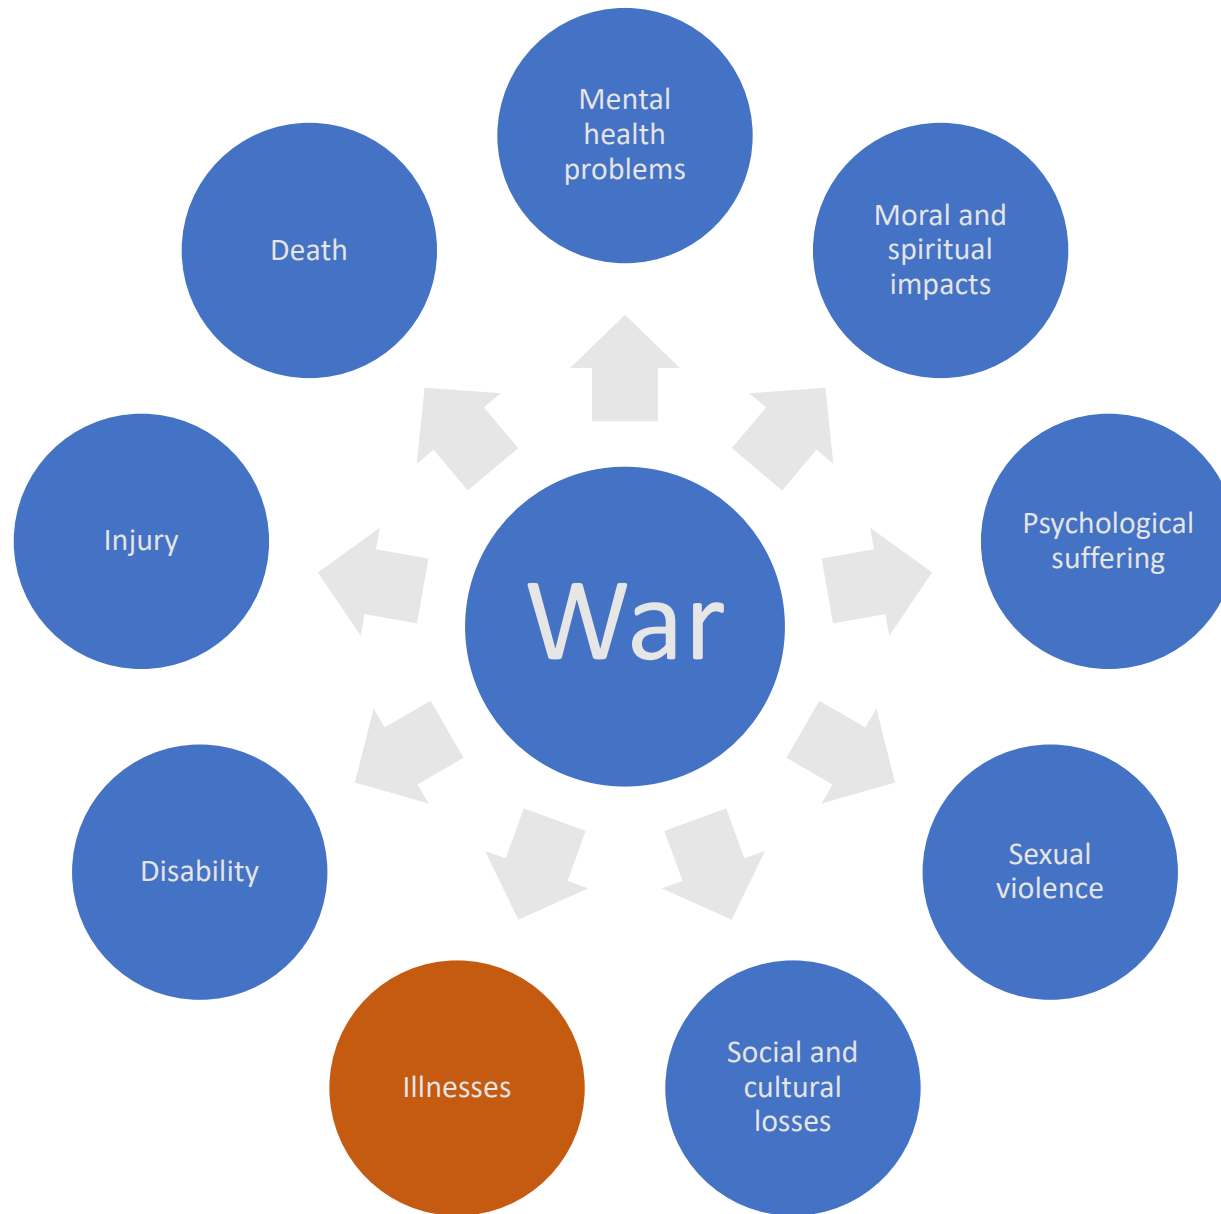 Mental
health
problems
Moral and
spiritual
impacts
Psychological
suffering
Sexual
violence
Social and
cultural
losses
Illnesses
Disability
Injury
Death
War